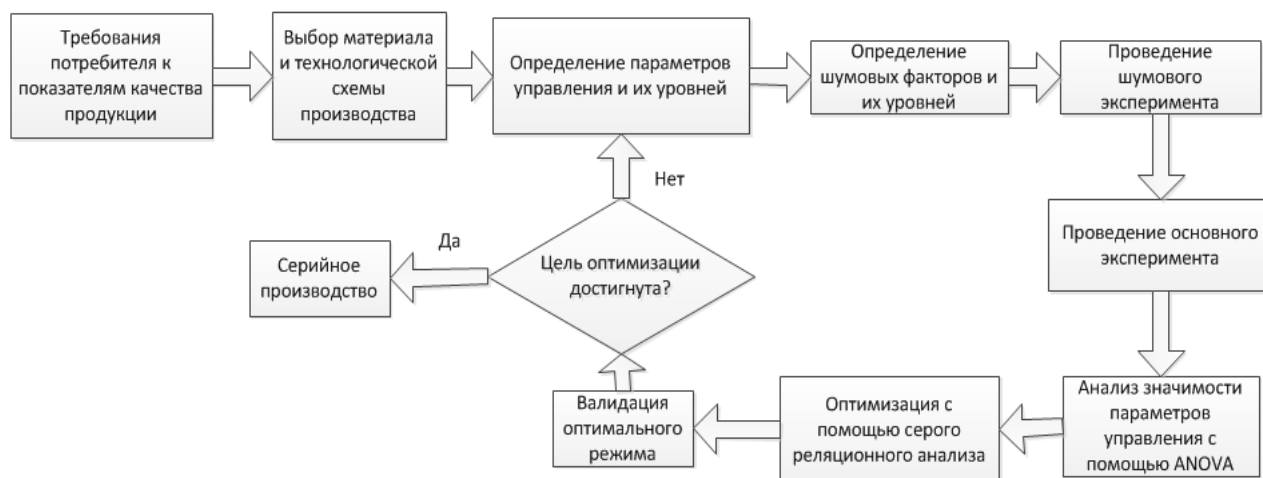 Требования
потребителя к
показателям качества
продукции
Выбор материала
и технологической
схемы
производства
Определение параметров
управления и их уровней
Определение
шумовых факторов и
их уровней
Проведение
шумового
эксперимента
Проведение основного
эксперимента
Анализ значимости
параметров
управления с
помощью ANOVA
Оптимизация с
помощью серого
реляционного анализа
Валидация
оптимального
режима
Цель оптимизации
достигнута?
Нет
Да
Серийное
производство